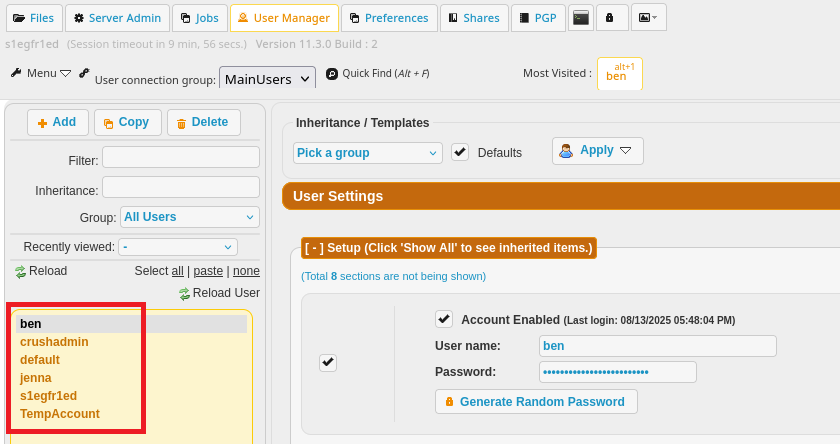 Files Server Admin Jobs User Manager Preferences Shares PGP
s1egfr1ed (Session timeout in 9 min, 56 secs.) Version 11.3.0 Build : 2
Menu User connection group: MainUsers Quick Find (Alt + F) Most Visited : alt+1
ben
Add Copy Delete
Filter:
Inheritance:
Group: All Users
Recently viewed: -
Reload Select all | paste | none
Reload User
ben
crushadmin
default
jenna
s1egfr1ed
TempAccount
Inheritance / Templates
Pick a group Defaults Apply
User Settings
[ - ] Setup (Click 'Show All' to see inherited items.)
(Total 8 sections are not being shown)
Account Enabled (Last login: 08/13/2025 05:48:04 PM)
User name: ben
Password: •••••••••••••••••••••••••
Generate Random Password